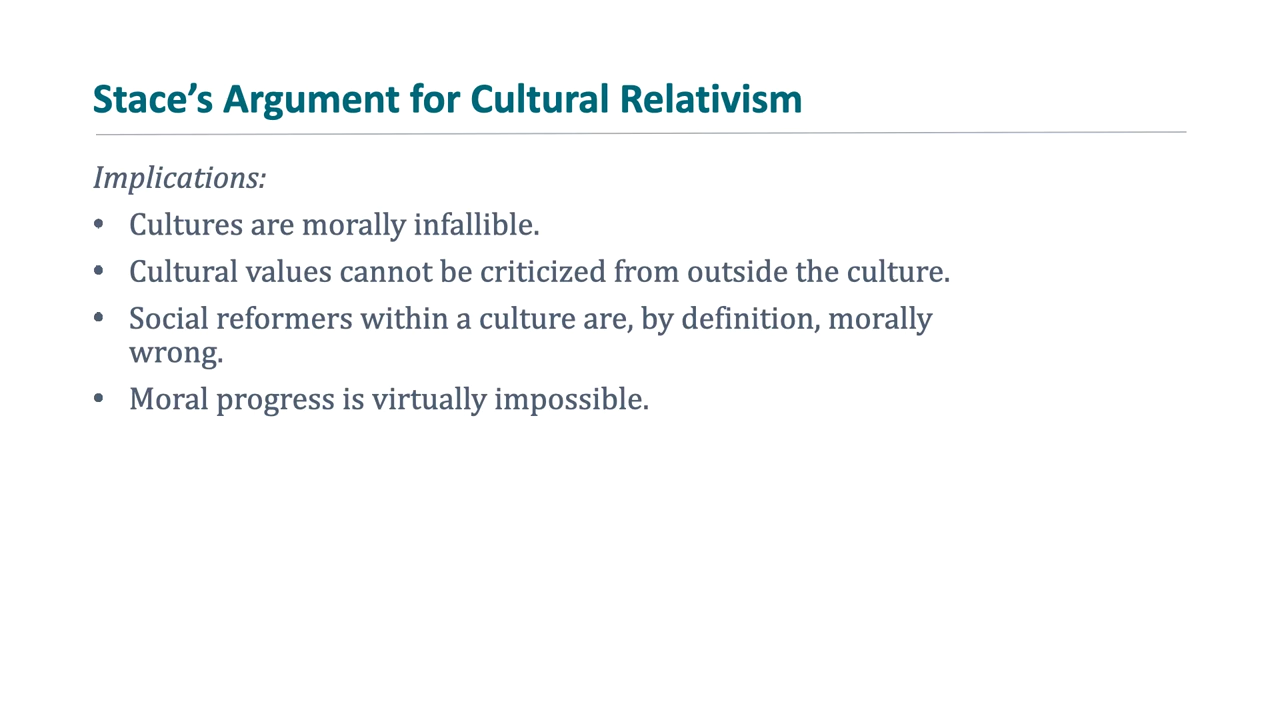 Stace’s Argument for Cultural Relativism
Implications:
• Cultures are morally infallible.
• Cultural values cannot be criticized from outside the culture.
• Social reformers within a culture are, by definition, morally
wrong.
• Moral progress is virtually impossible.